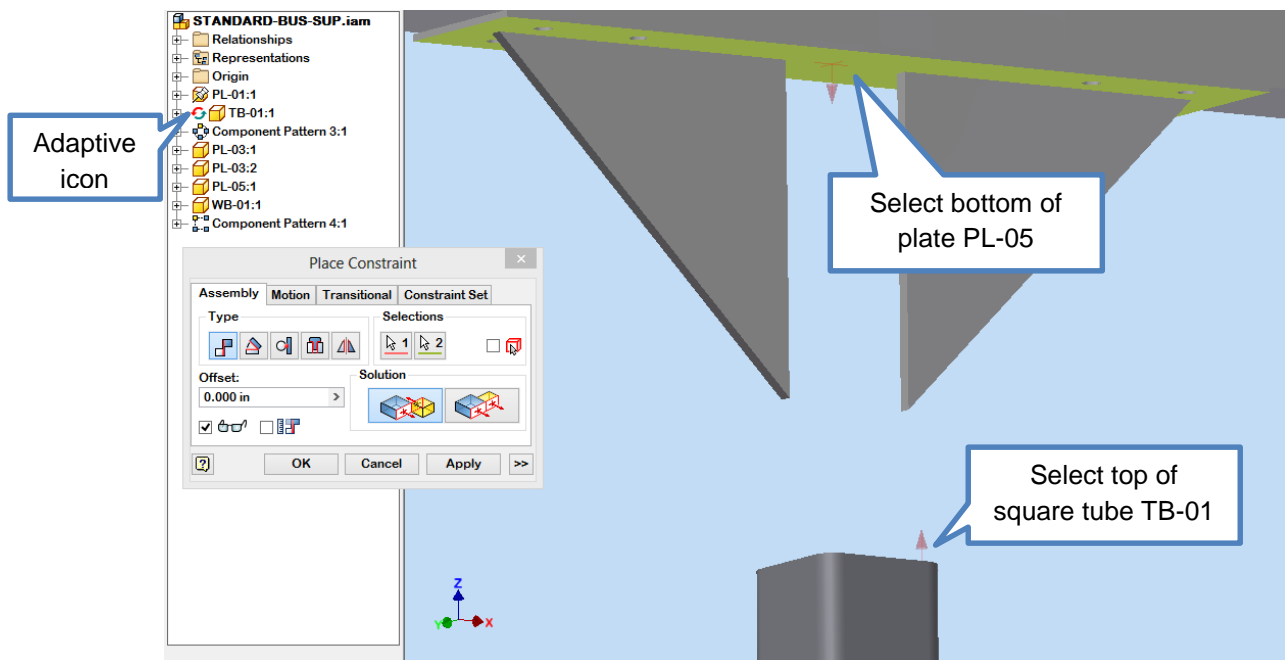 STANDARD-BUS-SUP.iam
Relationships
Representations
Origin
PL-01:1
TB-01:1
Component Pattern 3:1
PL-03:1
PL-03:2
PL-05:1
WB-01:1
Component Pattern 4:1
Adaptive
icon
Place Constraint
Assembly Motion Transitional Constraint Set
Type
Selections
1 2
Offset:
Solution
0.000 in
OK Cancel Apply >>
Select bottom of
plate PL-05
Select top of
square tube TB-01
Z
Y X